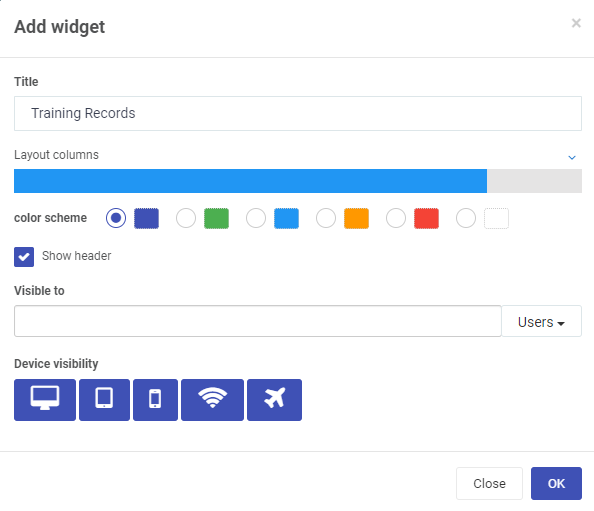 Add widget
×
Title
Training Records
Layout columns
color scheme
Show header
Visible to
Users
Device visibility
Close
OK